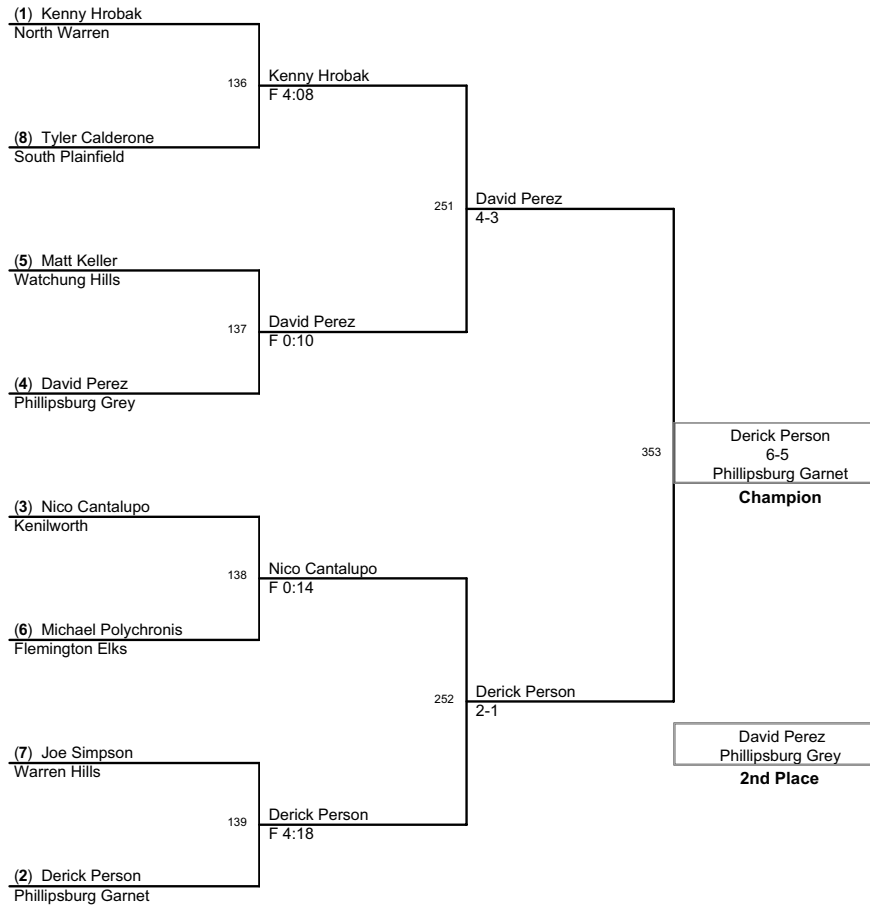 (1) Kenny Hrobak
North Warren
136
Kenny Hrobak
F 4:08
(8) Tyler Calderone
South Plainfield
251
David Perez
4-3
(5) Matt Keller
Watchung Hills
137
David Perez
F 0:10
(4) David Perez
Phillipsburg Grey
353
Derick Person
6-5
Phillipsburg Garnet
Champion
(3) Nico Cantalupo
Kenilworth
138
Nico Cantalupo
F 0:14
(6) Michael Polychronis
Flemington Elks
252
Derick Person
2-1
(7) Joe Simpson
Warren Hills
139
Derick Person
F 4:18
(2) Derick Person
Phillipsburg Garnet
David Perez
Phillipsburg Grey
2nd Place